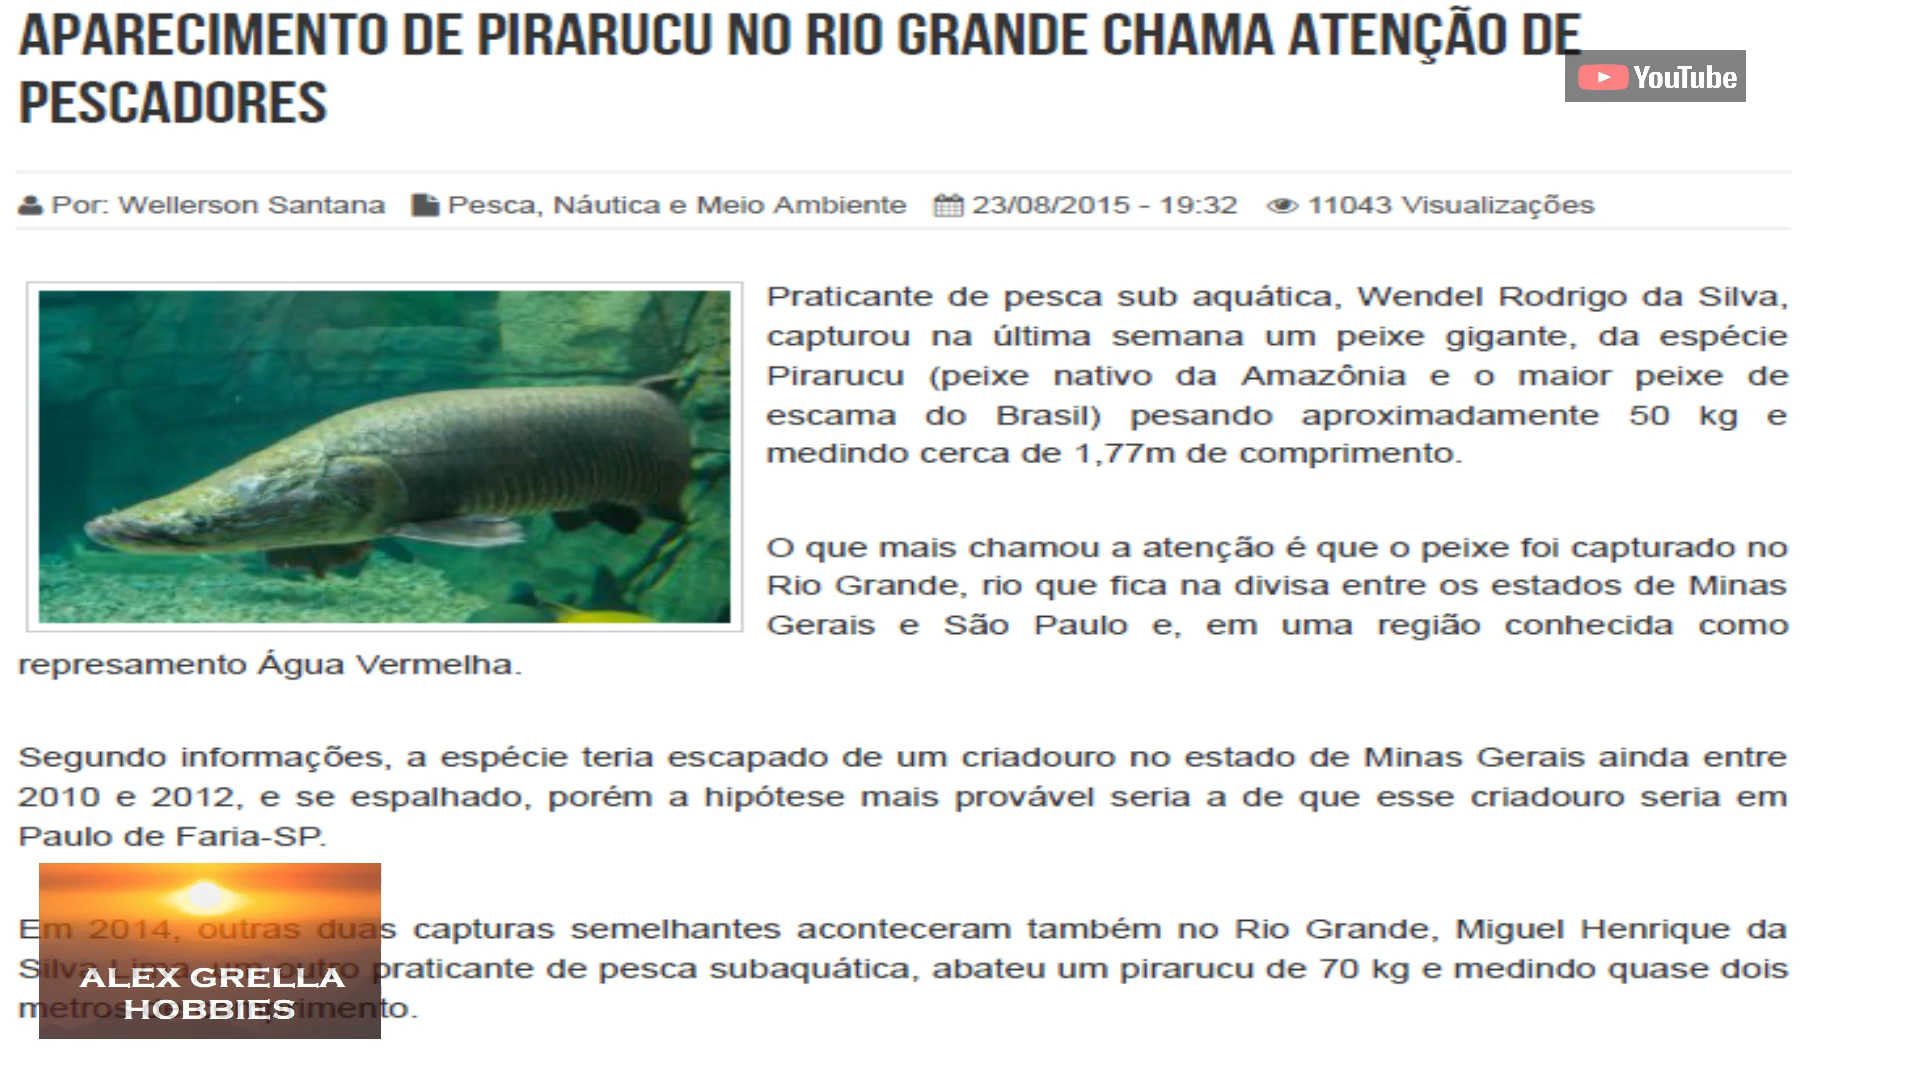 APARECIMENTO DE PIRARUCU NO RIO GRANDE CHAMA ATENÇÃO DE
PESCADORES
YouTube
Por: Wellerson Santana Pesca, Náutica e Meio Ambiente 23/08/2015 - 19:32 11043 Visualizações
Praticante de pesca sub aquática, Wendel Rodrigo da Silva,
capturou na última semana um peixe gigante, da espécie
Pirarucu (peixe nativo da Amazônia e o maior peixe de
escama do Brasil) pesando aproximadamente 50 kg e
medindo cerca de 1,77m de comprimento.
O que mais chamou a atenção é que o peixe foi capturado no
Rio Grande, rio que fica na divisa entre os estados de Minas
Gerais e São Paulo e, em uma região conhecida como
represamento Água Vermelha.
Segundo informações, a espécie teria escapado de um criadouro no estado de Minas Gerais ainda entre
2010 e 2012, e se espalhado, porém a hipótese mais provável seria a de que esse criadouro seria em
Paulo de Faria-SP.
Em 2014, outras duas capturas semelhantes aconteceram também no Rio Grande, Miguel Henrique da
Silva Lima, um outro praticante de pesca subaquática, abateu um pirarucu de 70 kg e medindo quase dois
metros comprimento.
ALEX GRELLA
HOBBIES